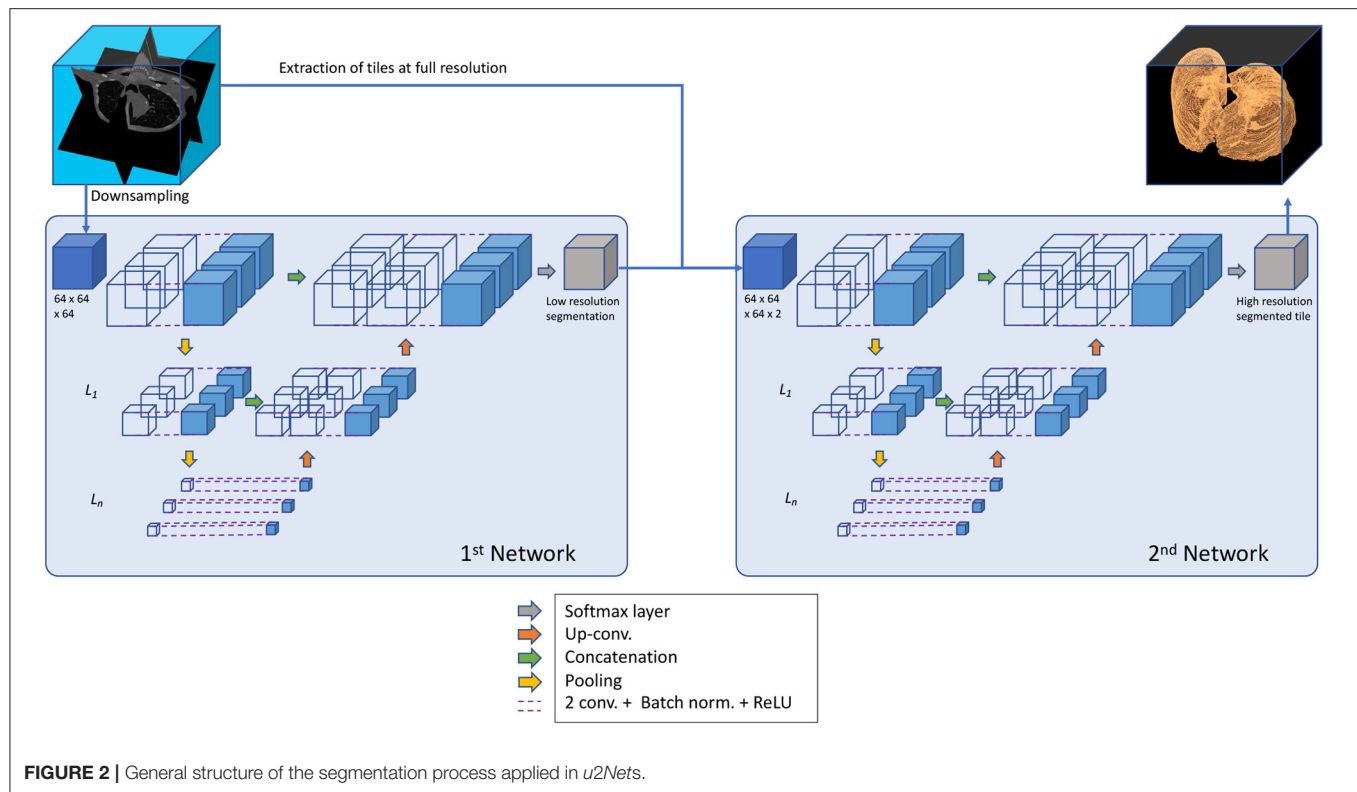 Extraction of tiles at full resolution
Downsampling
64 x 64
x 64
Low resolution
segmentation
L1
Ln
1st Network
64 x 64
x 64 x 2
High resolution
segmented tile
L1
Ln
2nd Network
Softmax layer
Up-conv.
Concatenation
Pooling
2 conv. + Batch norm. + ReLU
FIGURE 2 | General structure of the segmentation process applied in u2Nets.